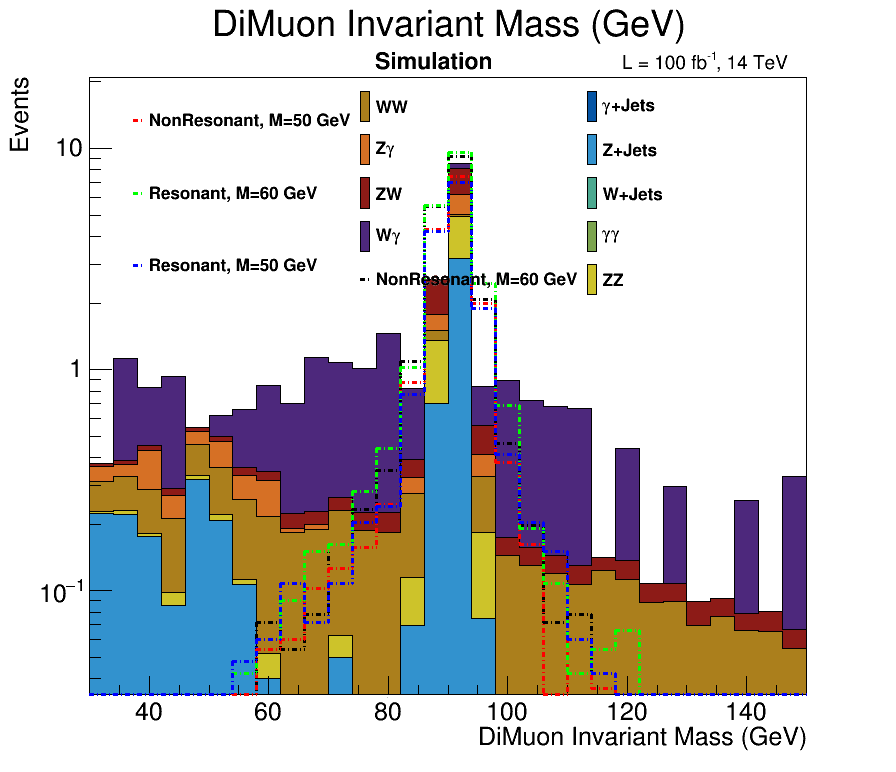 DiMuon Invariant Mass (GeV)
Simulation
L = 100 fb⁻¹, 14 TeV
Events
NonResonant, M=50 GeV
Resonant, M=60 GeV
Resonant, M=50 GeV
WW
Zγ
ZW
Wγ
NonResonant, M=60 GeV
γ+Jets
Z+Jets
W+Jets
γγ
ZZ
10
1
10⁻¹
40 60 80 100 120 140
DiMuon Invariant Mass (GeV)